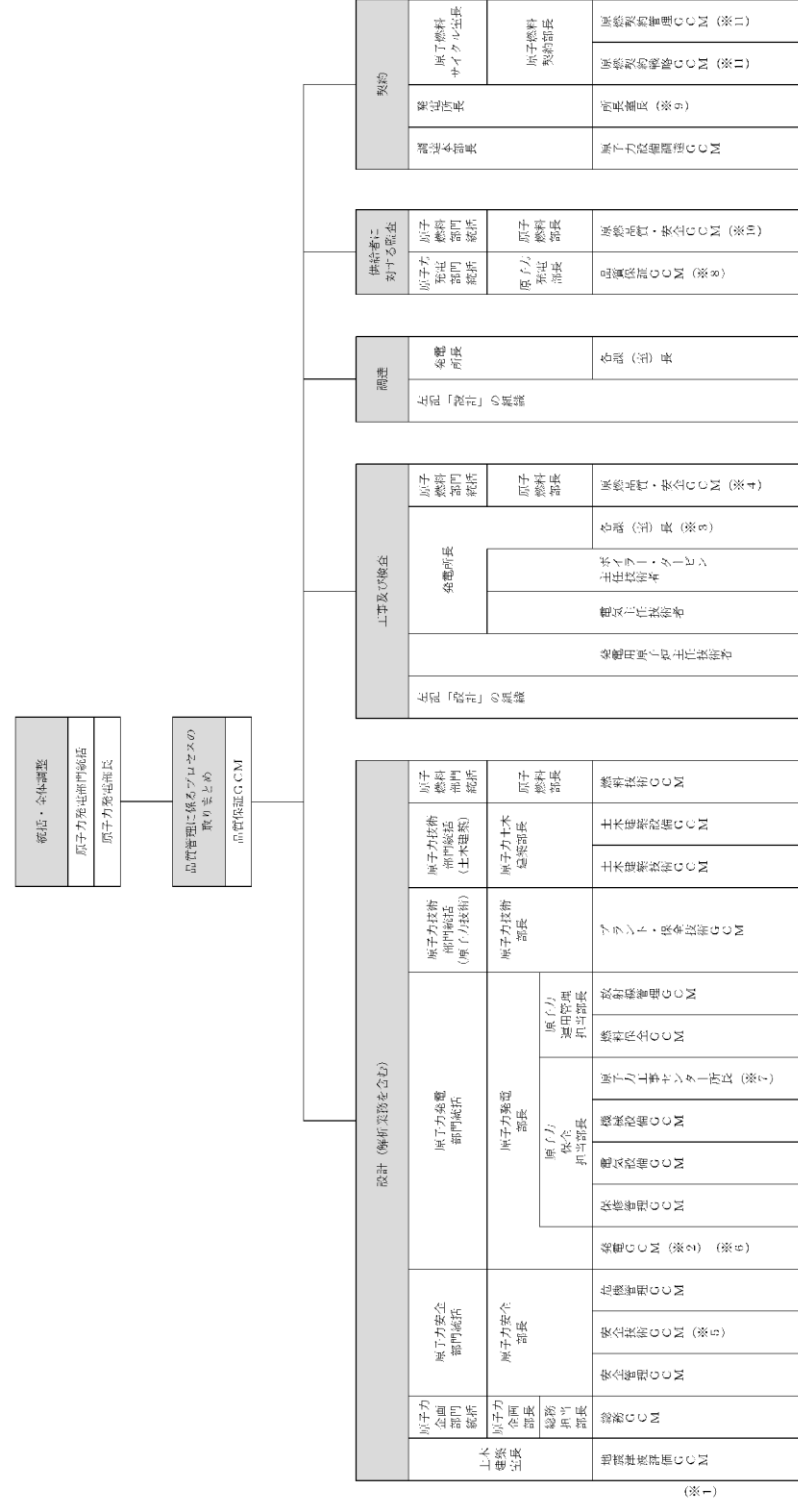 統括・全体調整
原子力発電部門統括
原子力発電部長
品質管理に係るプロセスの
取りまとめ
品質保証GCM
設計（解析業務を含む）
土木
建築
室長
地震津波評価GCM
（※1）
原子力
企画
部門
統括
原子力
企画
部長
総務
担当
部長
総務GCM
原子力安全
部門統括
原子力安全
部長
安全管理GCM
安全技術GCM（※5）
危機管理GCM
原子力発電
部門統括
原子力発電
部長
発電GCM（※2）（※6）
原子力
保全
担当部長
保修管理GCM
電気設備GCM
機械設備GCM
原子力工事センター所長（※7）
原子力
運用管理
担当部長
燃料保全GCM
放射線管理GCM
原子力技術
部門統括
（原子力技術）
原子力技術
部長
プラント・保全技術GCM
原子力技術
部門統括
（土木建築）
原子力土木
建築部長
土木建築技術GCM
土木建築設備GCM
原子
燃料
部門
統括
原子
燃料
部長
燃料技術GCM
工事及び検査
左記「設計」の組織
発電用原子炉主任技術者
発電所長
電気主任技術者
ボイラー・タービン
主任技術者
各課（室）長（※3）
原子
燃料
部門
統括
原子
燃料
部長
原燃品質・安全GCM（※4）
調達
左記「設計」の組織
発電
所長
各課（室）長
供給者に
対する監査
原子力
発電
部門
統括
原子力
発電
部長
品質保証GCM（※8）
原子
燃料
部門
統括
原子
燃料
部長
原燃品質・安全GCM（※10）
契約
調達本部長
原子力設備調達GCM
発電
所長
所長室長（※9）
原子燃料
サイクル室長
原子燃料
契約部長
原燃契約戦略GCM（※11）
原燃契約管理GCM（※11）